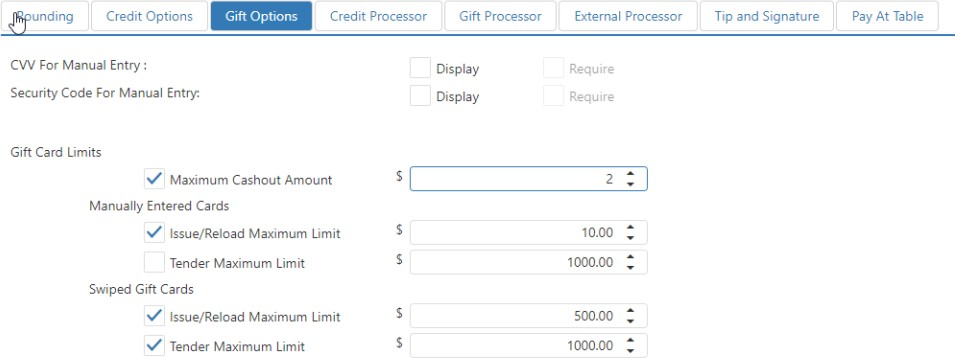 Rounding Credit Options Gift Options Credit Processor Gift Processor External Processor Tip and Signature Pay At Table
CVV For Manual Entry : Display Require
Security Code For Manual Entry: Display Require
Gift Card Limits
Maximum Cashout Amount $ 2
Manually Entered Cards
Issue/Reload Maximum Limit $ 10.00
Tender Maximum Limit $ 1000.00
Swiped Gift Cards
Issue/Reload Maximum Limit $ 500.00
Tender Maximum Limit $ 1000.00